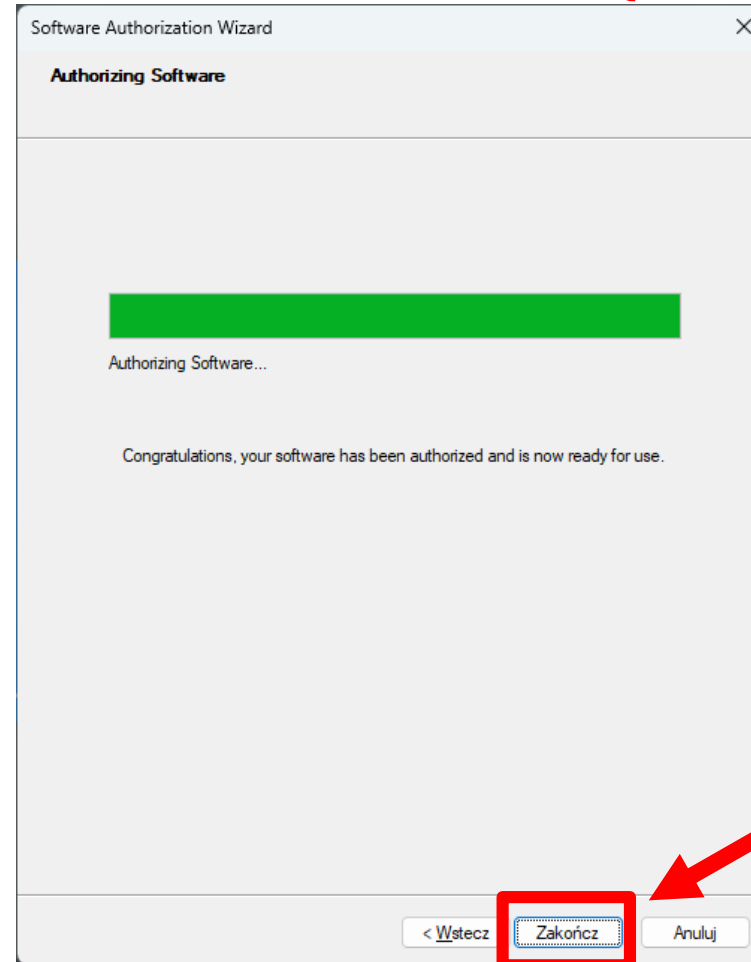 Software Authorization Wizard
Authorizing Software
Authorizing Software...
Congratulations, your software has been authorized and is now ready for use.
< Wstecz Zakończ Anuluj